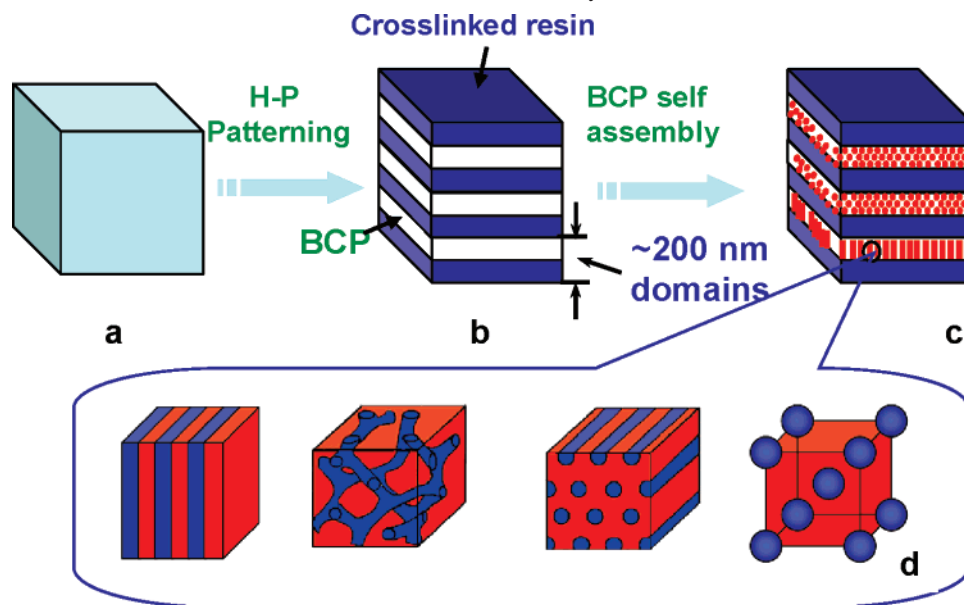 Crosslinked resin
H-P
Patterning
BCP self
assembly
BCP
~200 nm
domains
a
b
c
d